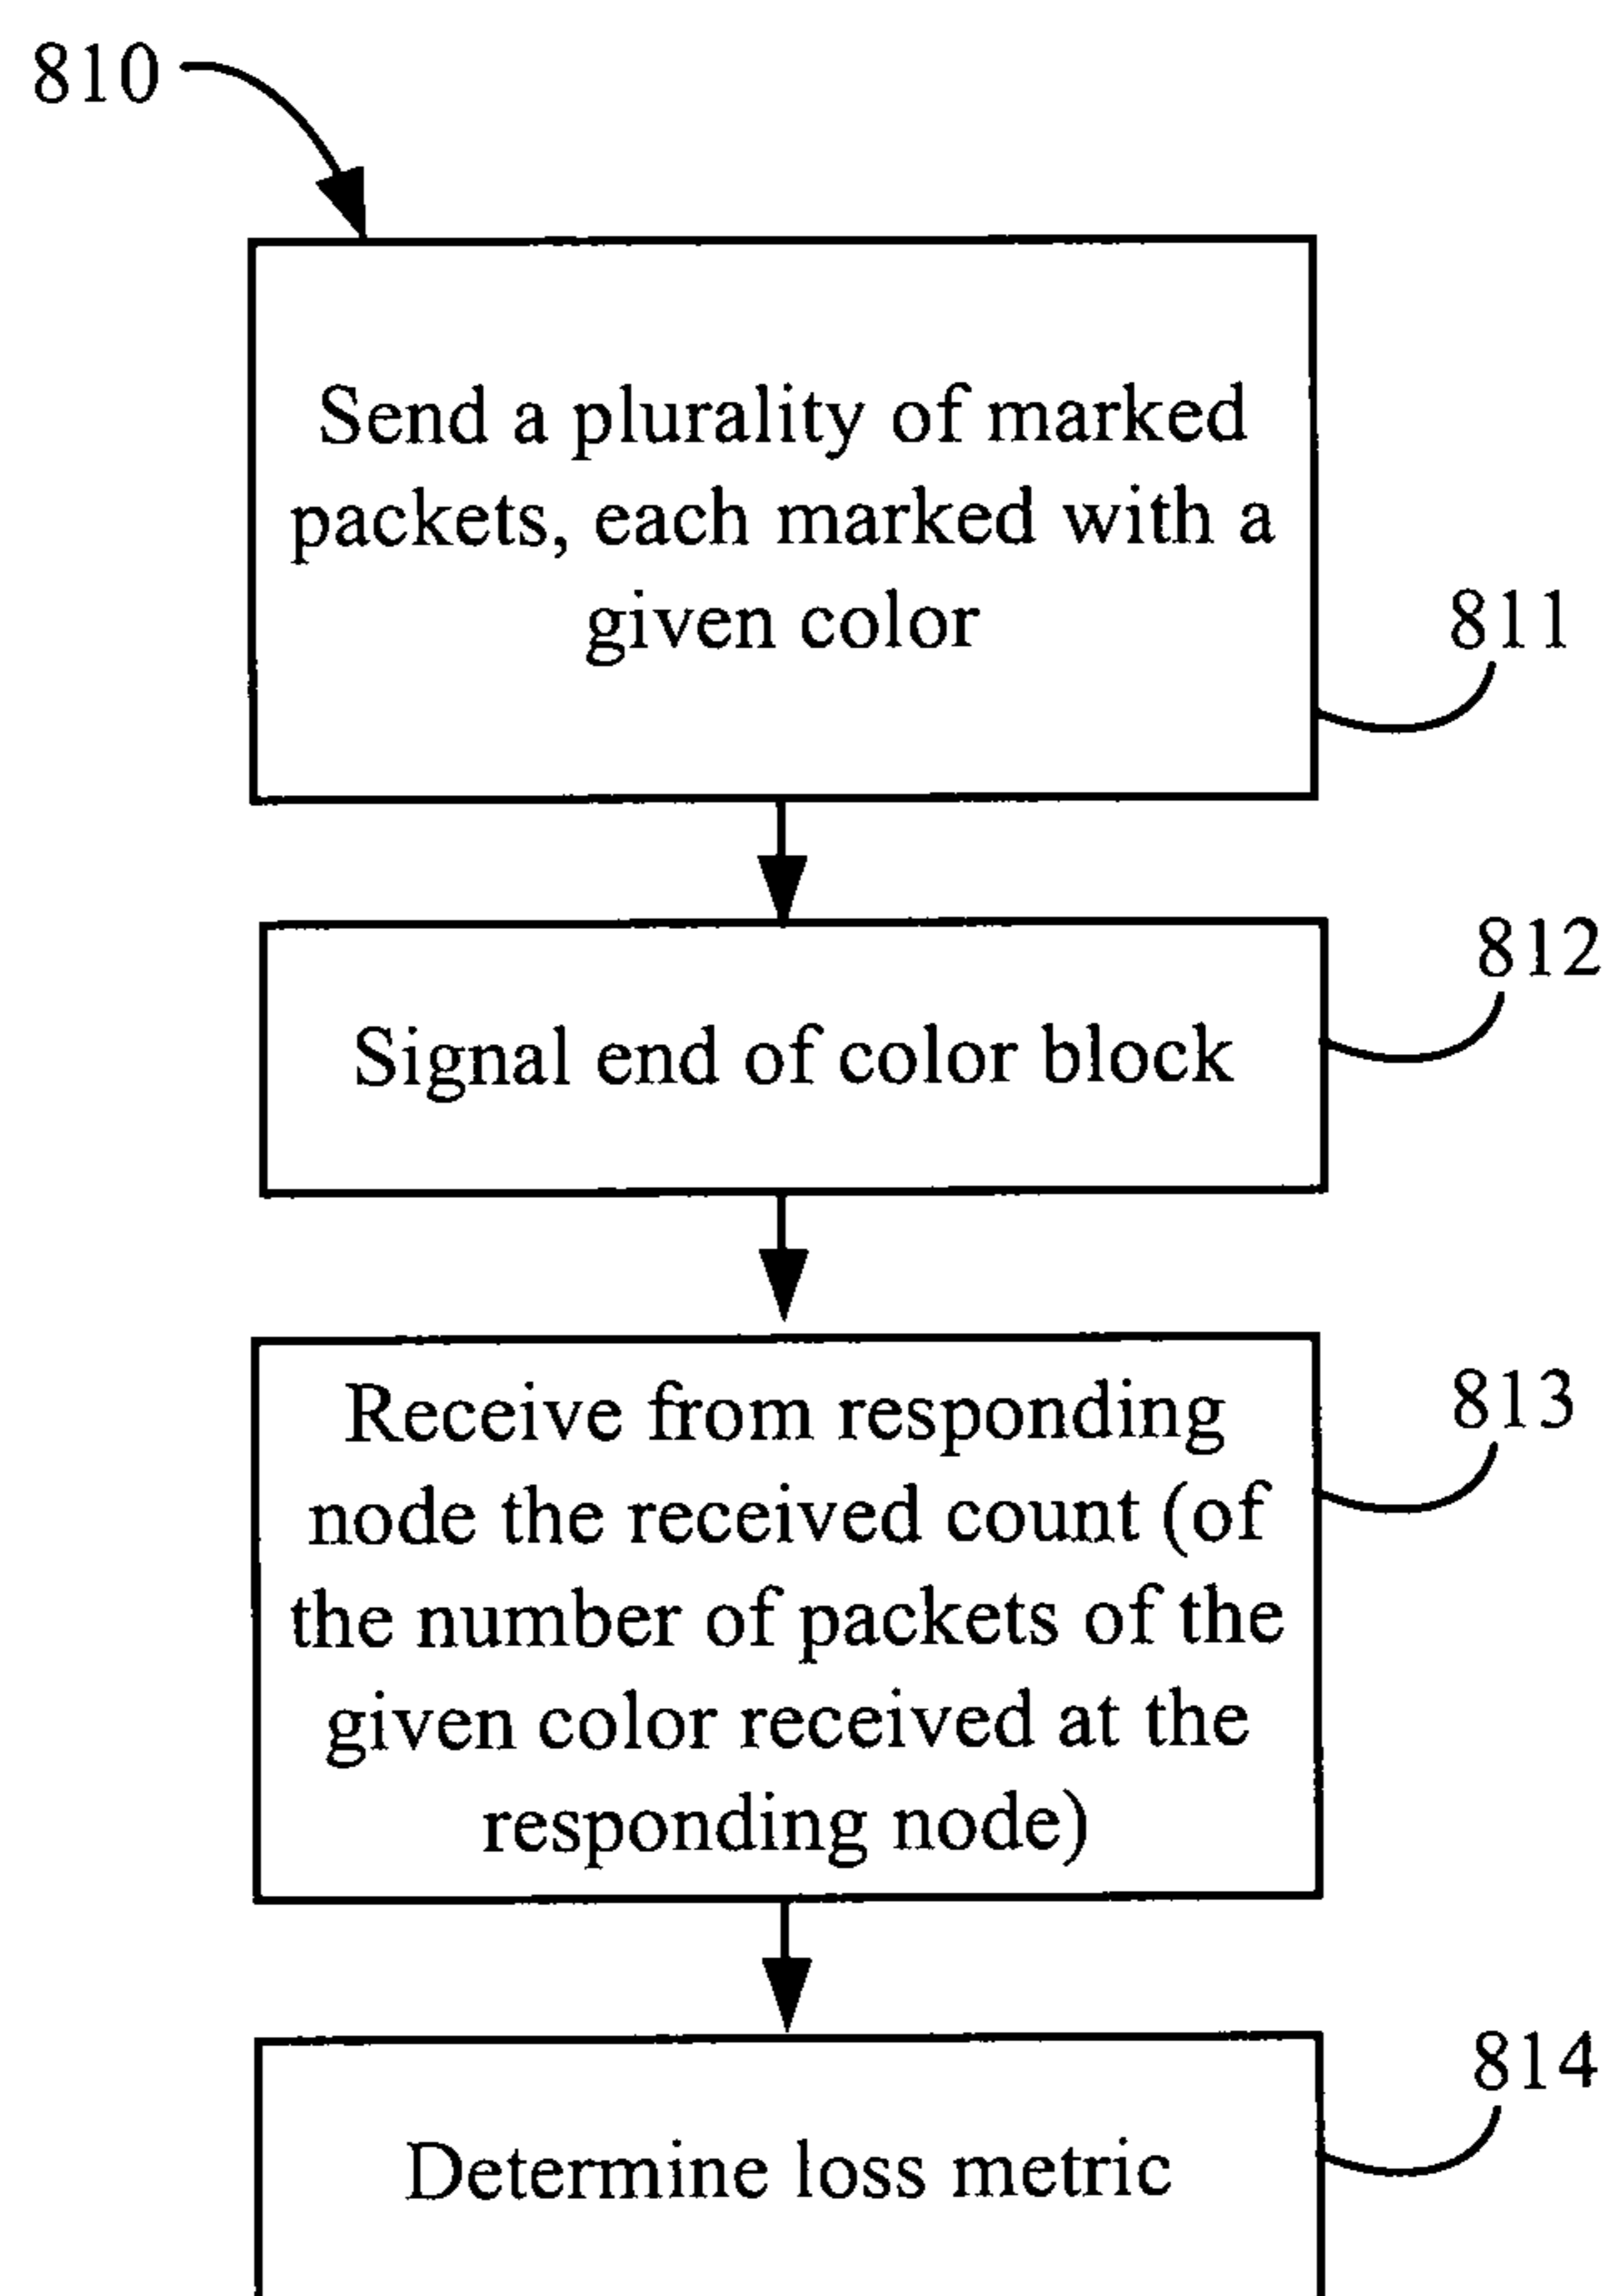 810
Send a plurality of marked
packets, each marked with a
given color
811
Signal end of color block
812
Receive from responding
node the received count (of
the number of packets of the
given color received at the
responding node)
813
Determine loss metric
814